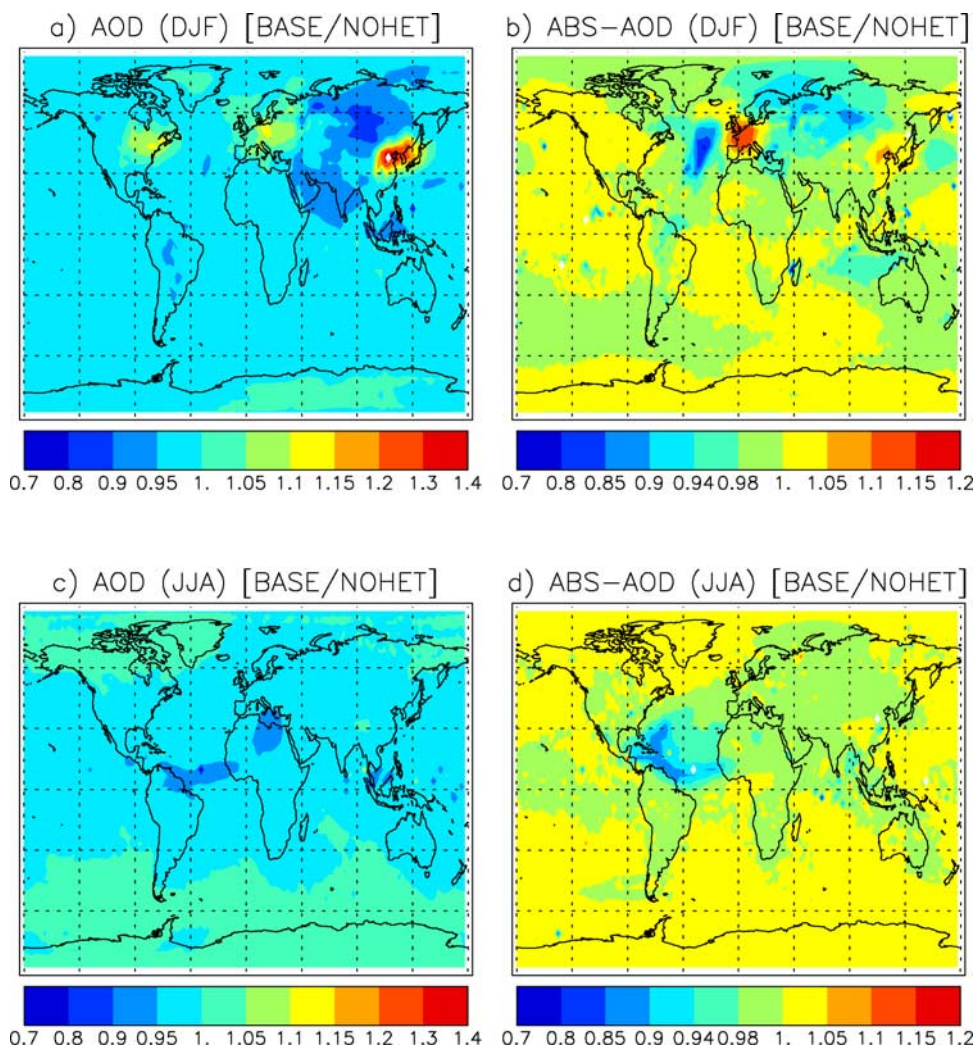 a) AOD (DJF) [BASE/NOHET]
b) ABS-AOD (DJF) [BASE/NOHET]
0.7 0.8 0.9 0.95 1. 1.05 1.1 1.15 1.2 1.3 1.4
0.7 0.8 0.85 0.9 0.94 0.98 1. 1.05 1.1 1.15 1.2
c) AOD (JJA) [BASE/NOHET]
d) ABS-AOD (JJA) [BASE/NOHET]
0.7 0.8 0.9 0.95 1. 1.05 1.1 1.15 1.2 1.3 1.4
0.7 0.8 0.85 0.9 0.94 0.98 1. 1.05 1.1 1.15 1.2